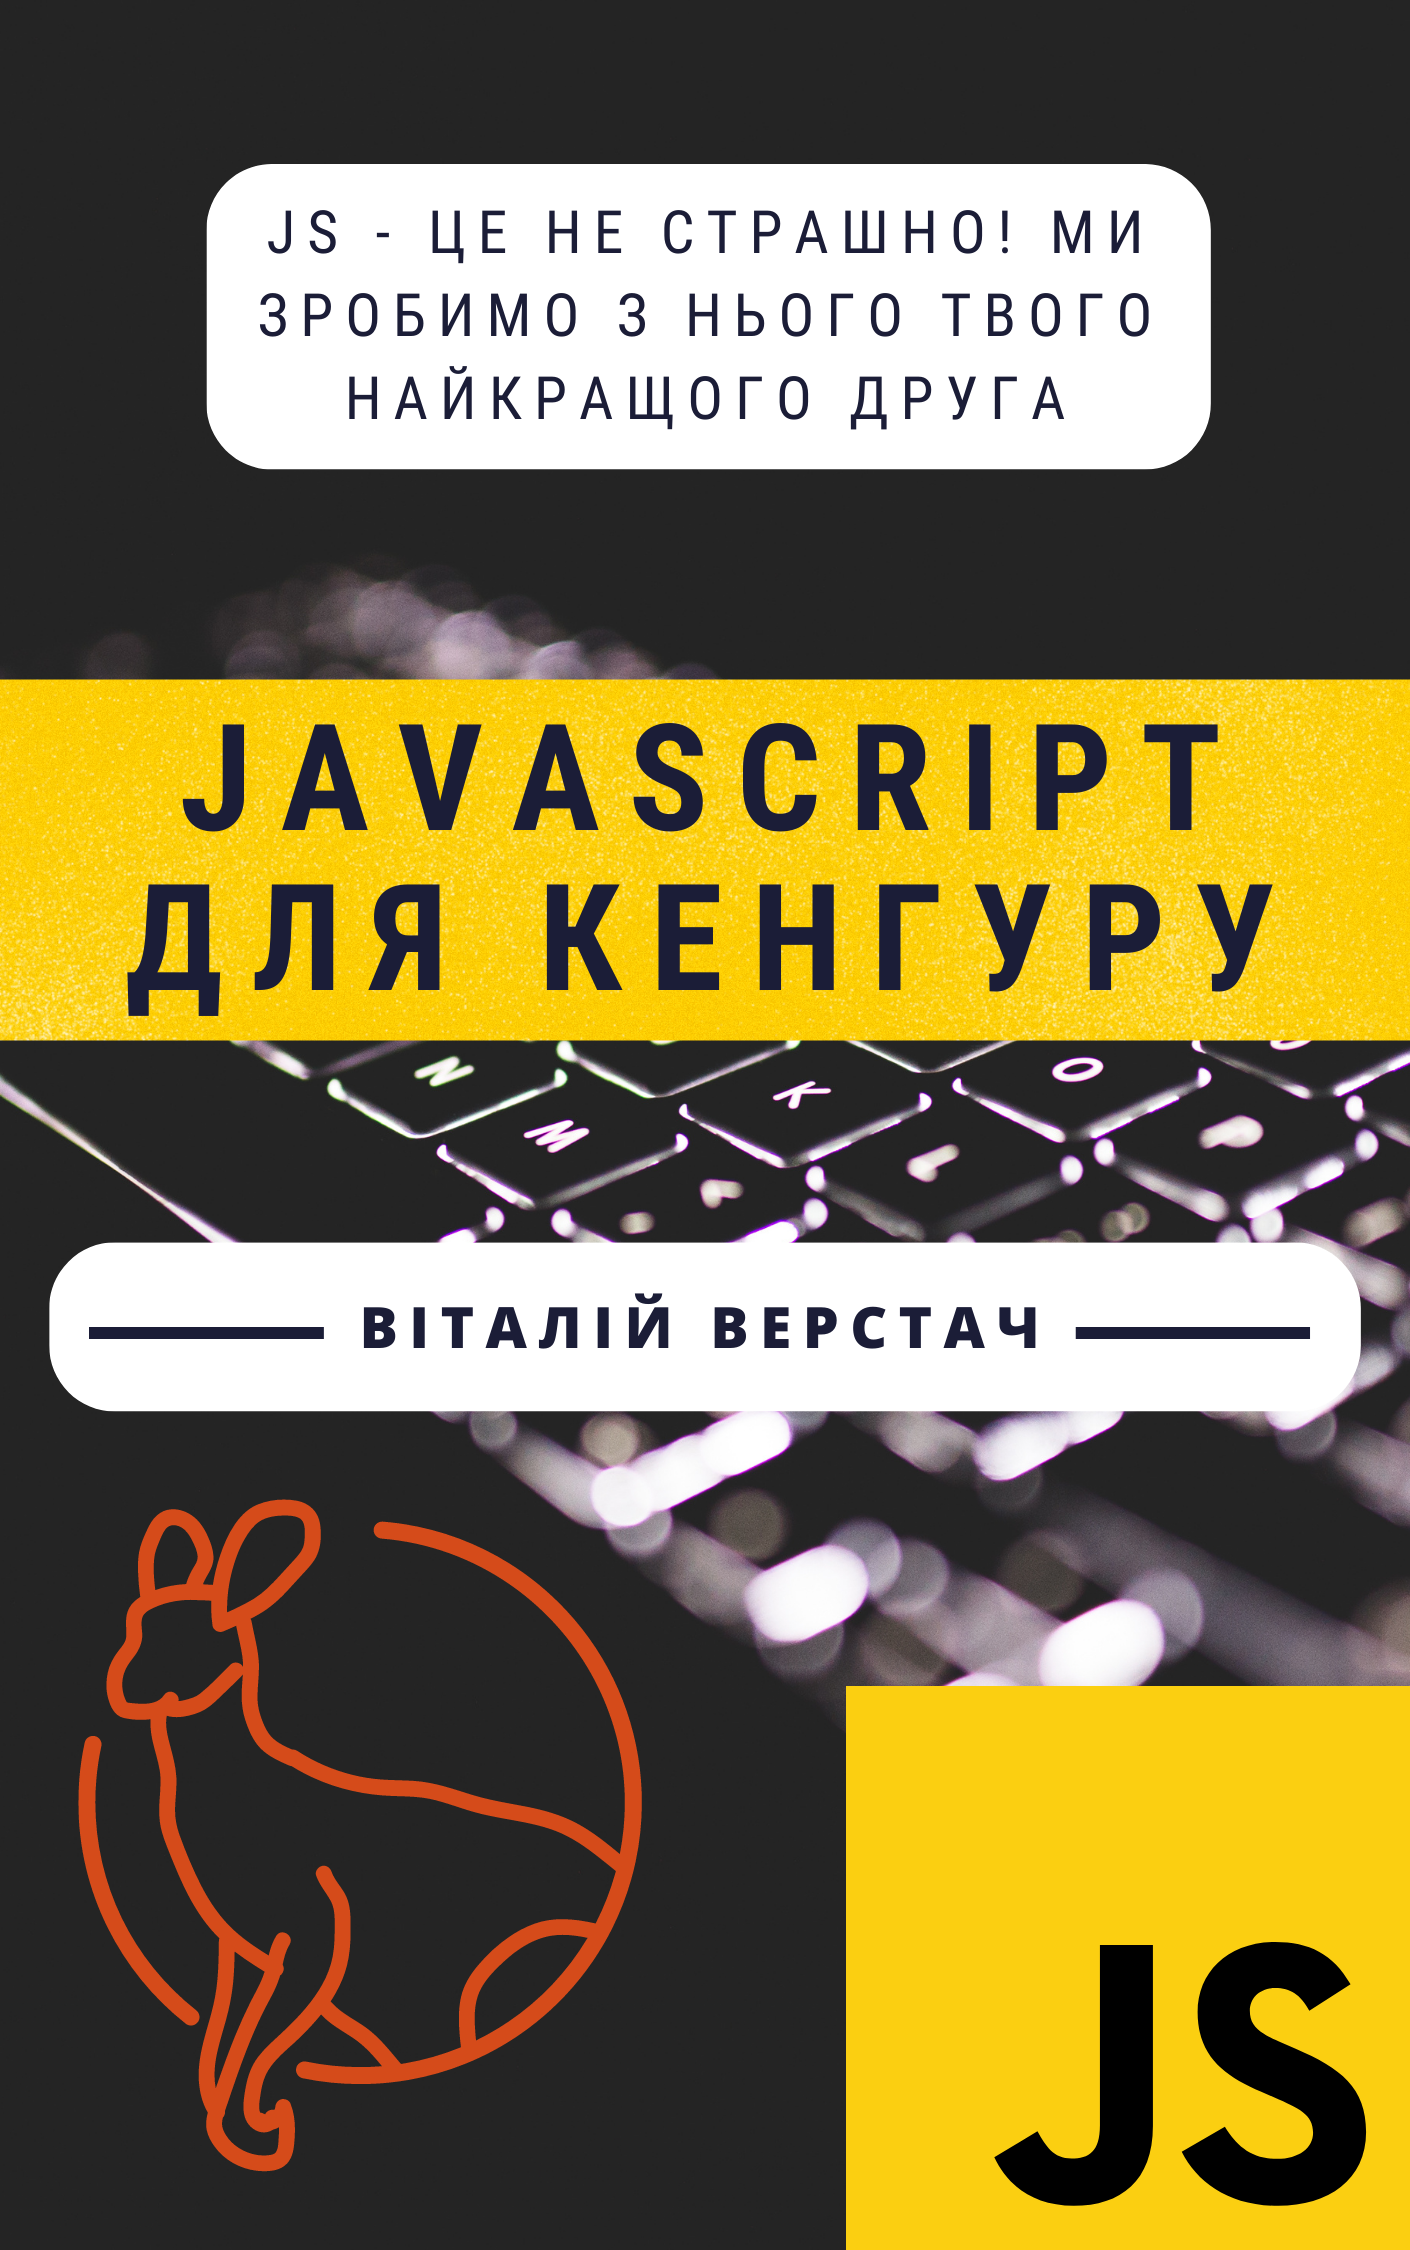 JS - ЦЕ НЕ СТРАШНО! МИ
ЗРОБИМО З НЬОГО ТВОГО
НАЙКРАЩОГО ДРУГА
JAVASCRIPT
ДЛЯ КЕНГУРУ
N
K
O
M
L
P
ВІТАЛІЙ ВЕРСТАЧ
JS